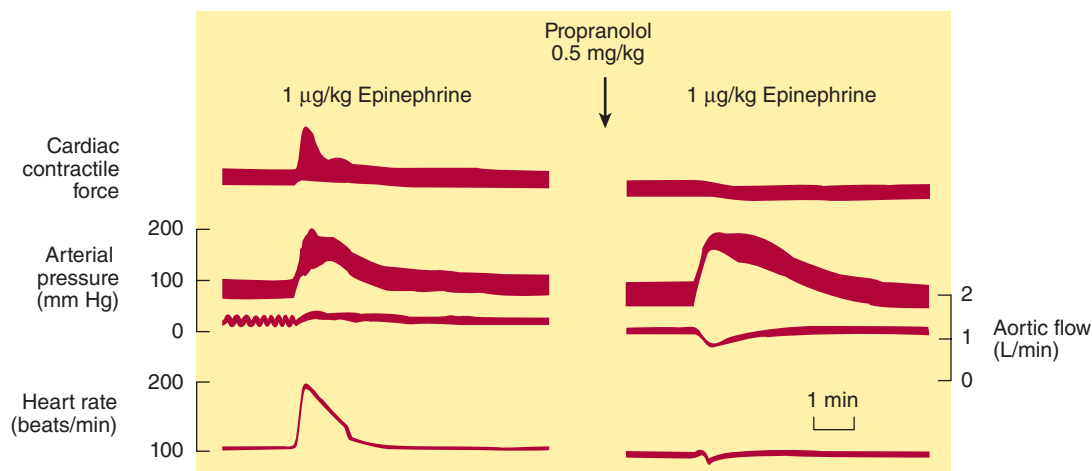 Propranolol
0.5 mg/kg
1 μg/kg Epinephrine
1 μg/kg Epinephrine
Cardiac
contractile
force
Arterial
pressure
(mm Hg)
200
100
0
2
1
0
Aortic flow
(L/min)
Heart rate
(beats/min)
200
100
1 min